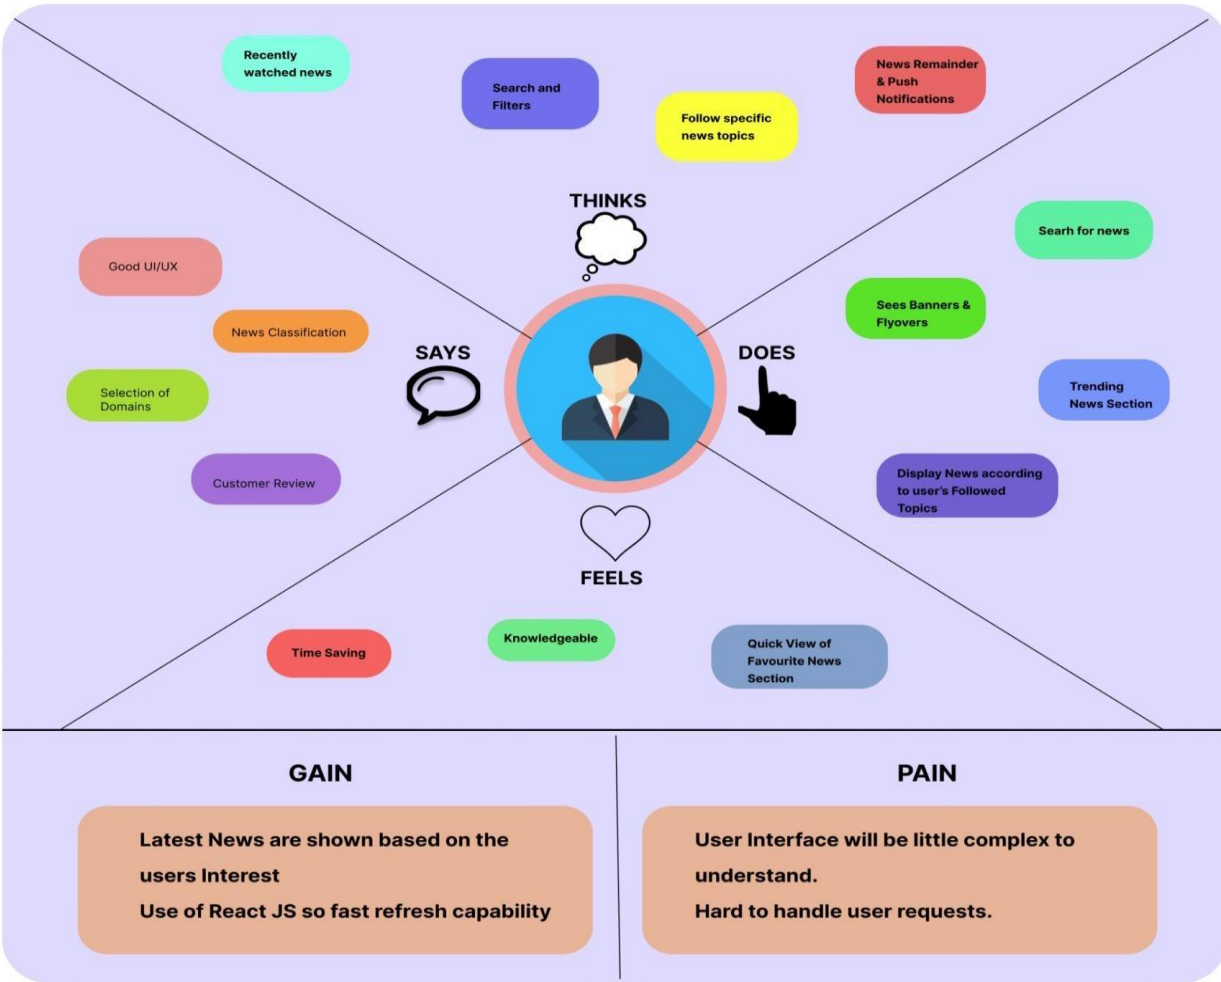 Recently
watched news
Search and
Filters
Follow specific
news topics
News Remainder
& Push
Notifications
THINKS
Good UI/UX
News Classification
Selection of
Domains
Customer Review
SAYS
DOES
Searh for news
Sees Banners &
Flyovers
Trending
News Section
Display News according
to user's Followed
Topics
FEELS
Time Saving
Knowledgeable
Quick View of
Favourite News
Section
GAIN
Latest News are shown based on the
users Interest
Use of React JS so fast refresh capability
PAIN
User Interface will be little complex to
understand.
Hard to handle user requests.